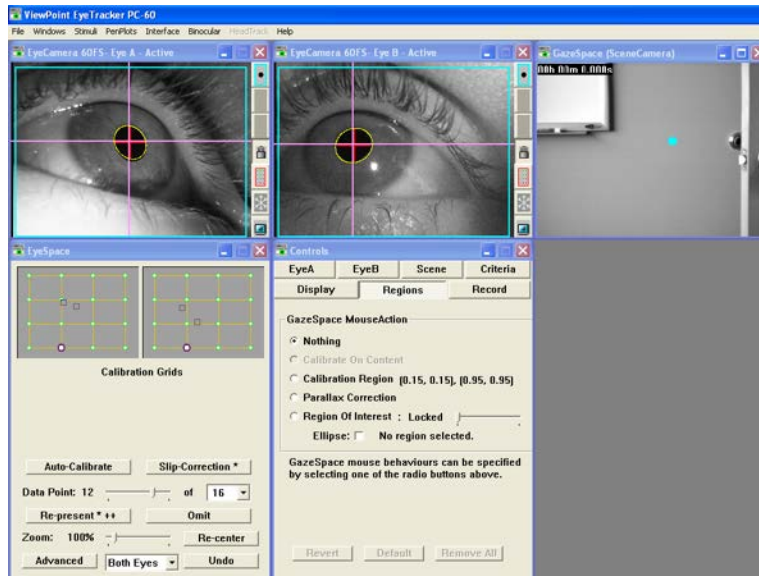 ViewPoint EyeTracker PC-60
File Windows Stimuli PenPlots Interface Binocular HeadTrack Help
EyeCamera 60FS- Eye A - Active
EyeCamera 60FS- Eye B - Active
GazeSpace (SceneCamera)
00h 00m 0.000s
EyeSpace
Calibration Grids
Auto-Calibrate Slip-Correction *
Data Point: 12 of 16
Re-present * ++ Omit
Zoom: 100% Re-center
Advanced Both Eyes Undo
Controls
EyeA EyeB Scene Criteria
Display Regions Record
GazeSpace MouseAction
Nothing
Calibrate On Content
Calibration Region [0.15, 0.15], [0.95, 0.95]
Parallax Correction
Region Of Interest : Locked
Ellipse: No region selected.
GazeSpace mouse behaviours can be specified
by selecting one of the radio buttons above.
Revert Default Remove All